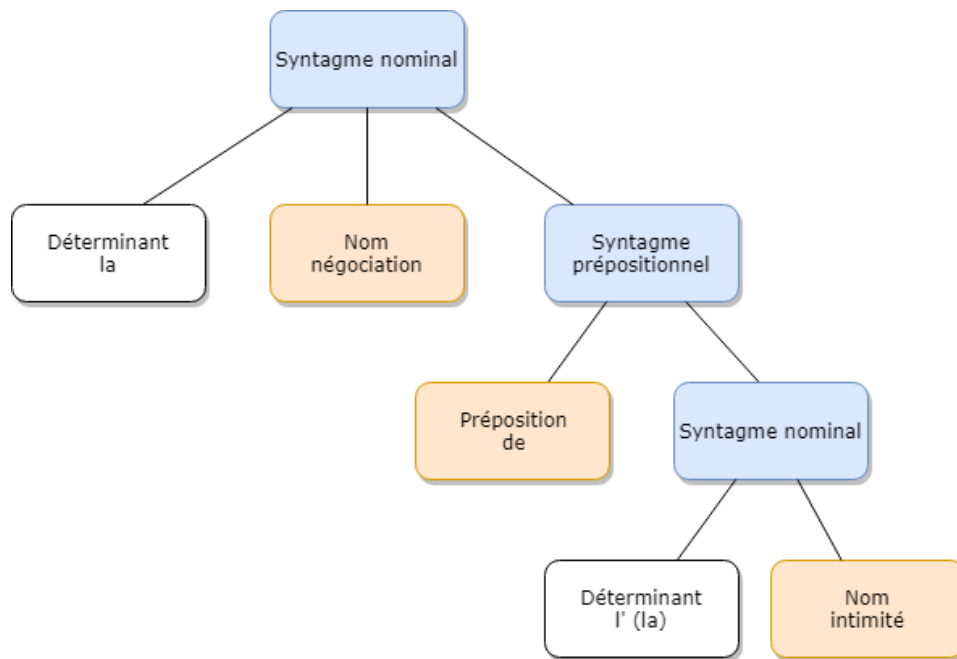 Syntagme nominal
Déterminant
la
Nom
négociation
Syntagme
prépositionnel
Préposition
de
Syntagme nominal
Déterminant
l' (la)
Nom
intimité